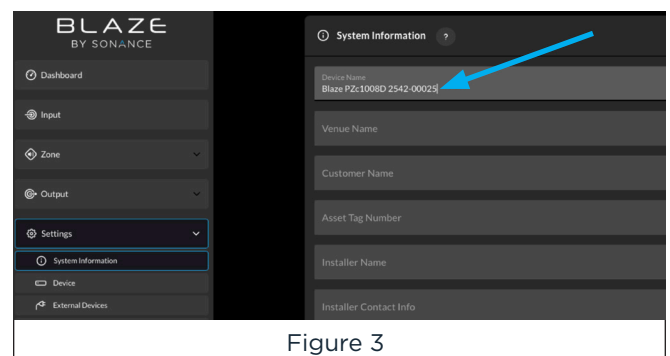 BLAZE
BY SONANCE
Dashboard
Input
Zone
Output
Settings
System Information
Device
External Devices
System Information ?
Device Name
Blaze PZc1008D 2542-00025
Venue Name
Customer Name
Asset Tag Number
Installer Name
Installer Contact Info
Figure 3